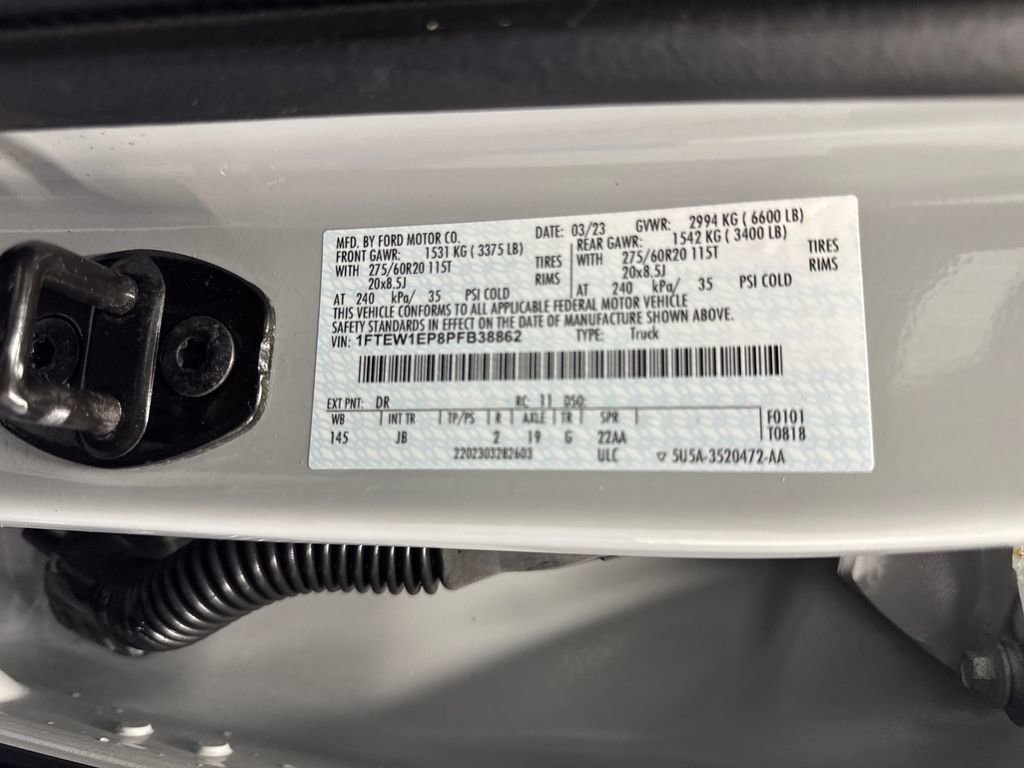 MFD. BY FORD MOTOR CO. DATE: 03/23 GVWR: 2994 KG ( 6600 LB)
FRONT GAWR: 1531 KG ( 3375 LB) REAR GAWR: 1542 KG ( 3400 LB)
WITH 275/60R20 115T TIRES WITH 275/60R20 115T TIRES
20x8.5J RIMS 20x8.5J RIMS
AT 240 kPa/ 35 PSI COLD AT 240 kPa/ 35 PSI COLD
THIS VEHICLE CONFORMS TO ALL APPLICABLE FEDERAL MOTOR VEHICLE
SAFETY STANDARDS IN EFFECT ON THE DATE OF MANUFACTURE SHOWN ABOVE.
VIN: 1FTEW1EP8PFB38862 TYPE: Truck
EXT PNT: DR RC: 11 DSO:
WB INT TR TP/PS R AXLE TR SPR F0101
145 JB 2 19 G 22AA T0818
2202303282603 ULC ▽ 5U5A-3520472-AA